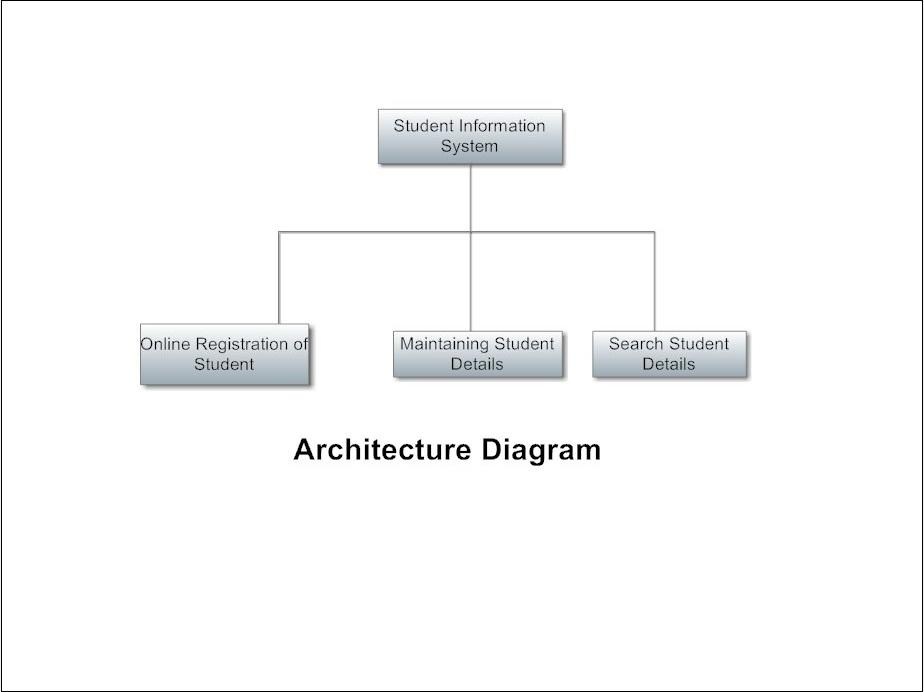 Student Information
System
Online Registration of
Student
Maintaining Student
Details
Search Student
Details
Architecture Diagram